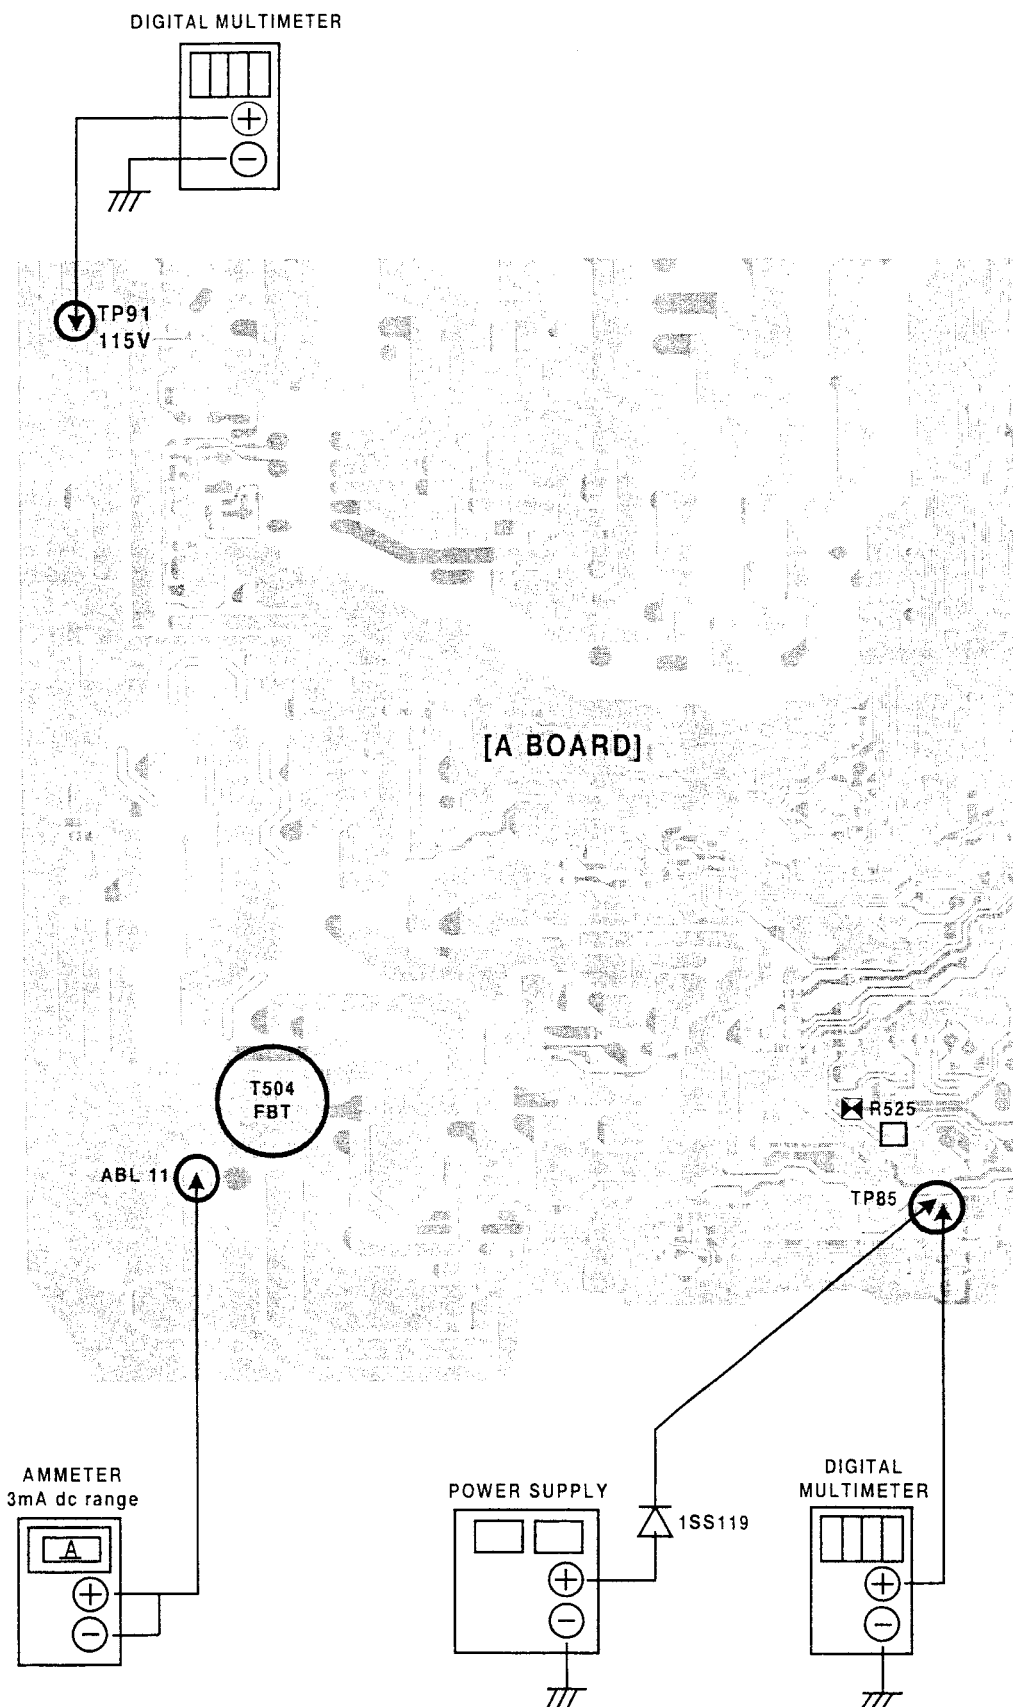 DIGITAL MULTIMETER
+
−
TP91
115V
[A BOARD]
T504
FBT
R525
ABL 11
TP85
AMMETER
3mA dc range
A
+
−
POWER SUPPLY
+
−
1SS119
DIGITAL
MULTIMETER
+
−